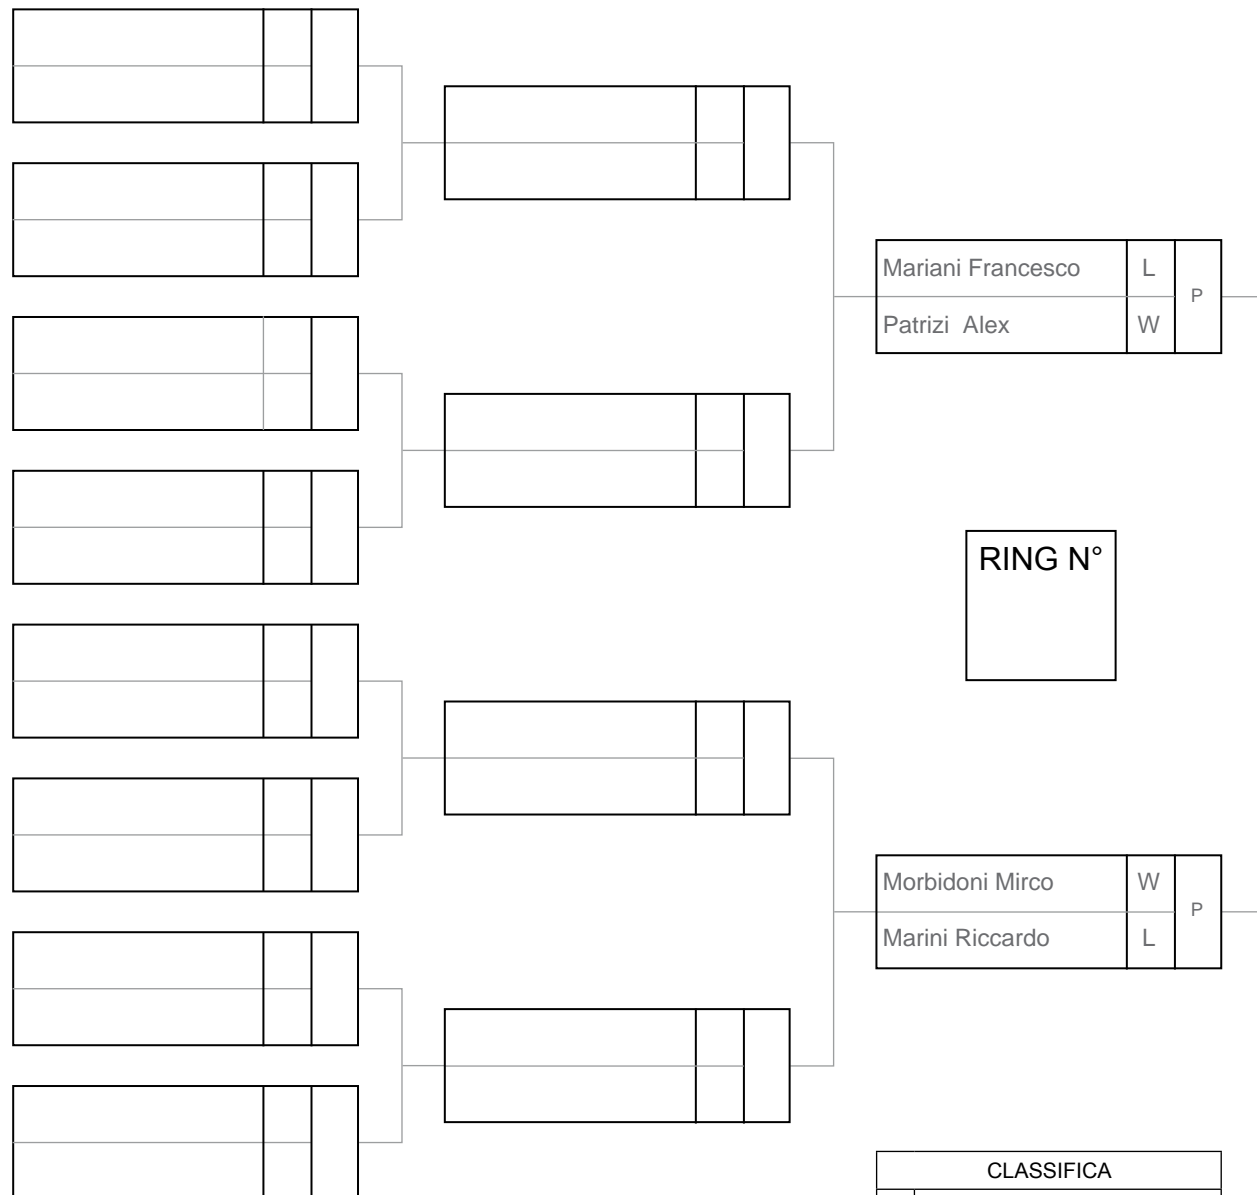 Mariani Francesco L
P
Patrizi Alex W
RING N°
Morbidoni Mirco W
P
Marini Riccardo L
CLASSIFICA